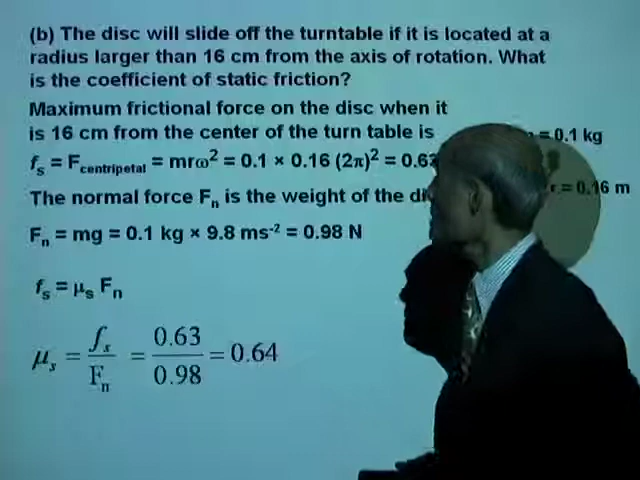 (b) The disc will slide off the turntable if it is located at a
radius larger than 16 cm from the axis of rotation. What
is the coefficient of static friction?
Maximum frictional force on the disc when it
is 16 cm from the center of the turn table is
= 0.1 kg
fₛ = F_centripetal = mrω² = 0.1 × 0.16 (2π)² = 0.63
r = 0.16 m
The normal force Fₙ is the weight of the
Fₙ = mg = 0.1 kg × 9.8 ms⁻² = 0.98 N
fₛ = μₛ Fₙ
μₛ = fₛ / Fₙ = 0.63 / 0.98 = 0.64